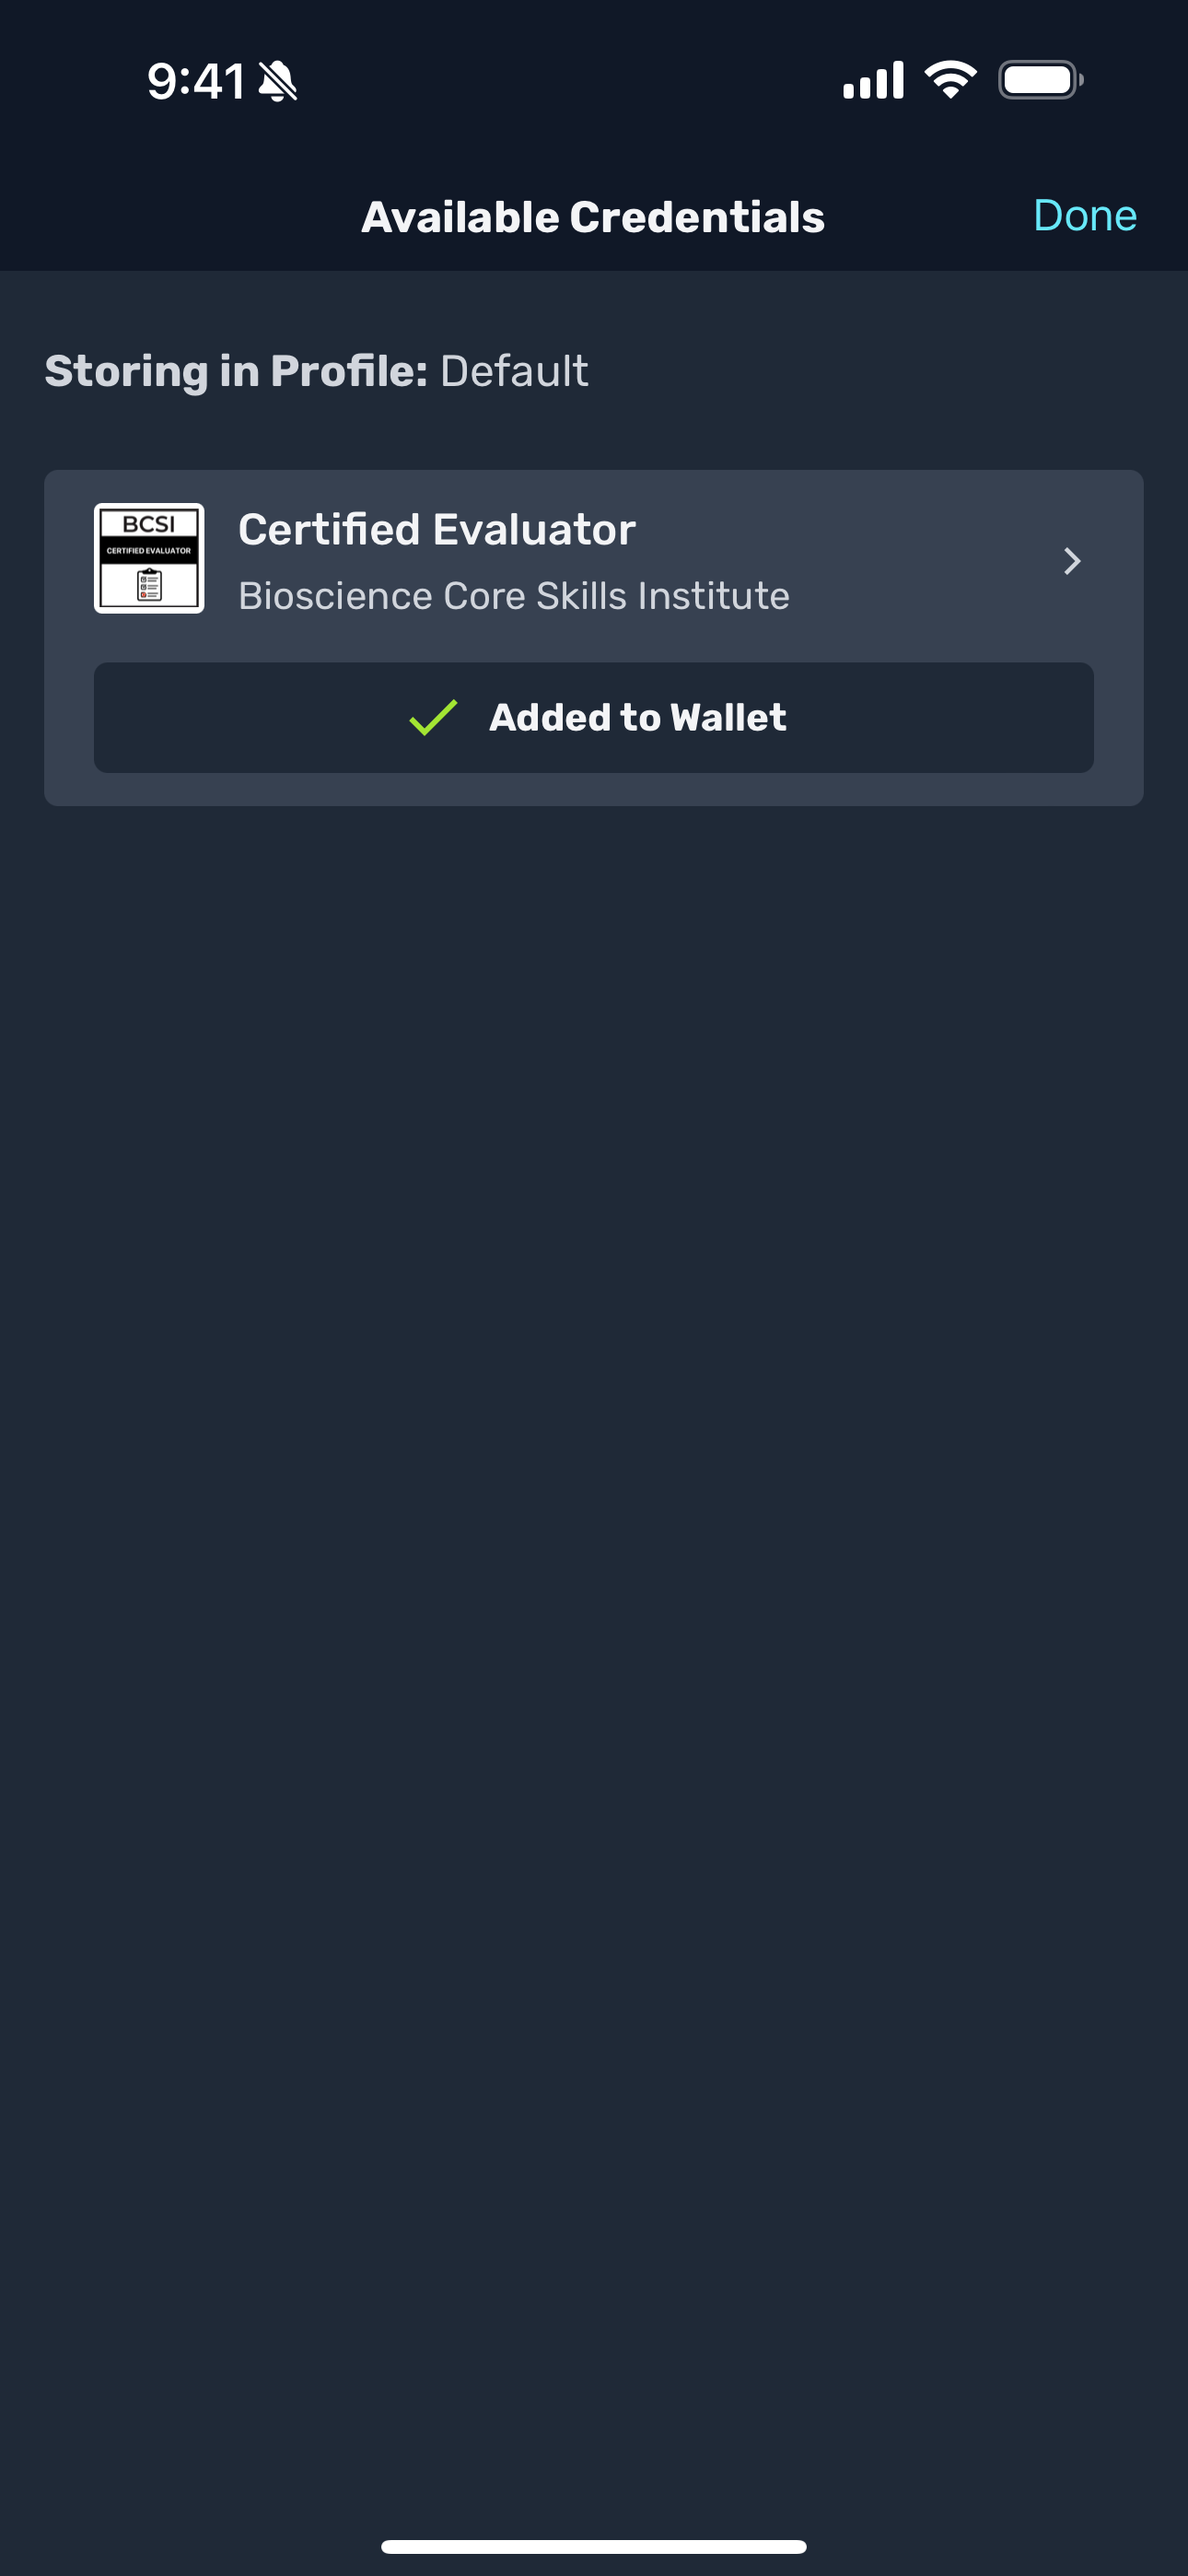 9:41
Available Credentials
Done
Storing in Profile: Default
BCSI
CERTIFIED EVALUATOR
Certified Evaluator
Bioscience Core Skills Institute
Added to Wallet